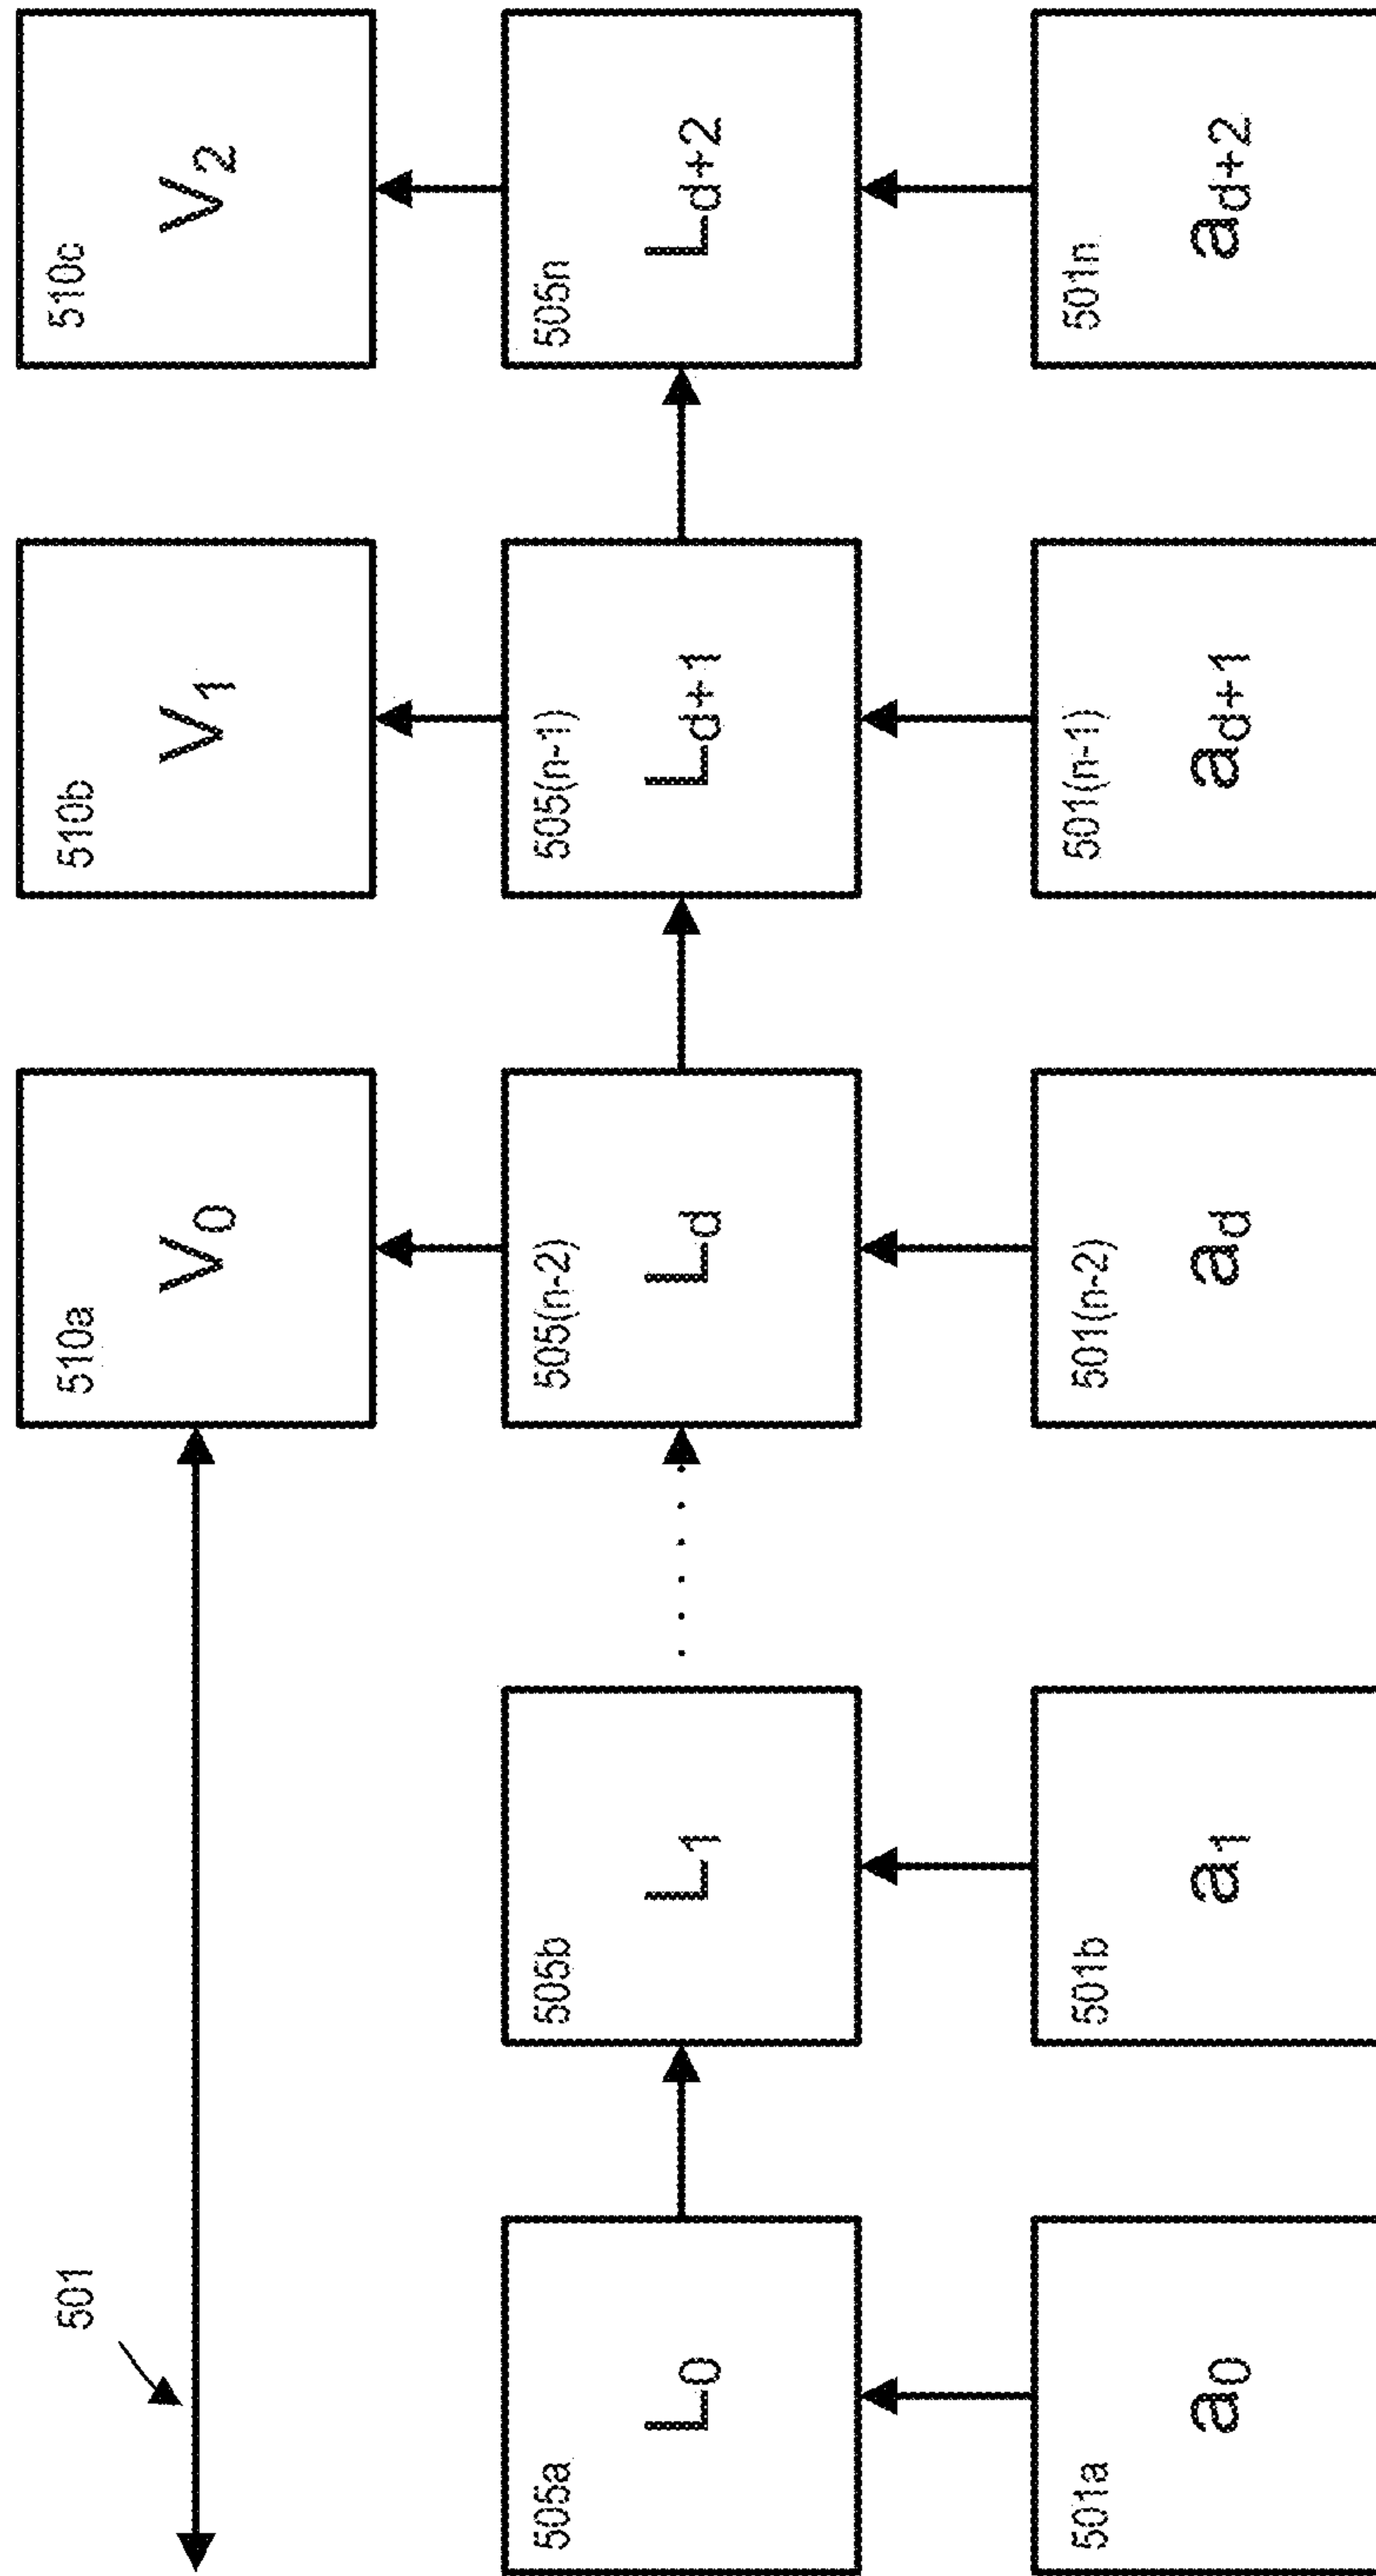 501
510a
V0
510b
V1
510c
V2
505a
L0
505b
L1
505(n-2)
Ld
505(n-1)
Ld+1
505n
Ld+2
501a
a0
501b
a1
501(n-2)
ad
501(n-1)
ad+1
501n
ad+2